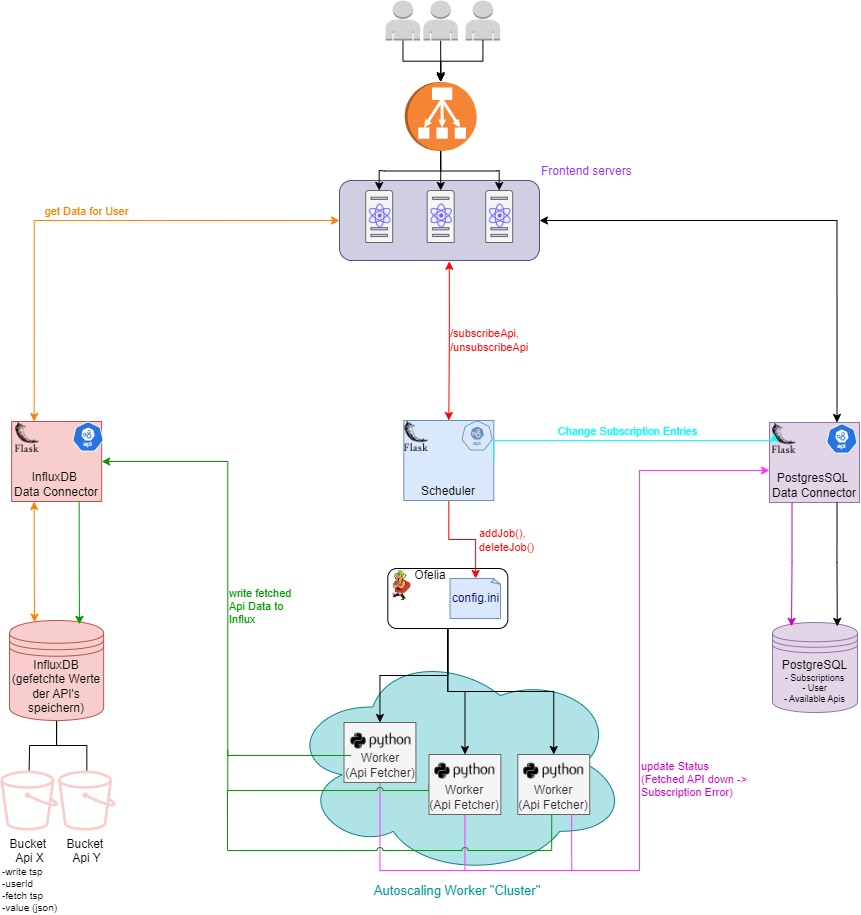 Frontend servers
get Data for User
/subscribeApi,
/unsubscribeApi
Flask
api
InfluxDB
Data Connector
Flask
api
Scheduler
Change Subscription Entries
Flask
api
PostgresSQL
Data Connector
addJob(),
deleteJob()
Ofelia
config.ini
write fetched
Api Data to
Influx
InfluxDB
(gefetchte Werte
der API's
speichern)
PostgreSQL
- Subscriptions
- User
- Available Apis
python
Worker
(Api Fetcher)
python
Worker
(Api Fetcher)
python
Worker
(Api Fetcher)
update Status
(Fetched API down ->
Subscription Error)
Bucket
Api X
-write tsp
-userId
-fetch tsp
-value (json)
Bucket
Api Y
Autoscaling Worker "Cluster"